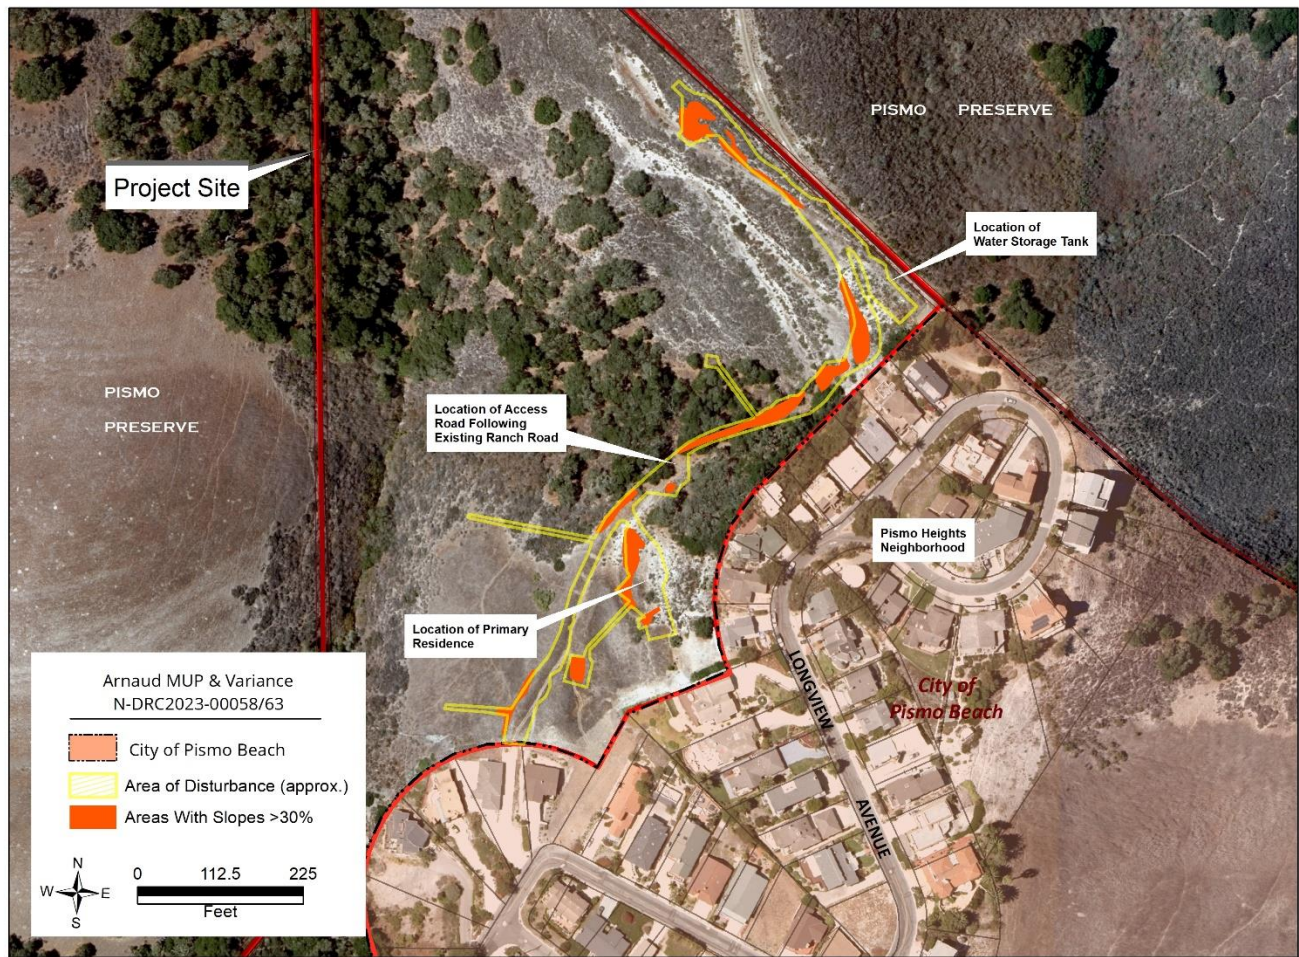 PISMO PRESERVE
Project Site
Location of
Water Storage Tank
PISMO
PRESERVE
Location of Access
Road Following
Existing Ranch Road
Pismo Heights
Neighborhood
Location of Primary
Residence
LONGVIEW
AVENUE
City of
Pismo Beach
Arnaud MUP & Variance
N-DRC2023-00058/63
City of Pismo Beach
Area of Disturbance (approx.)
Areas With Slopes >30%
N
W
E
S
0 112.5 225
Feet